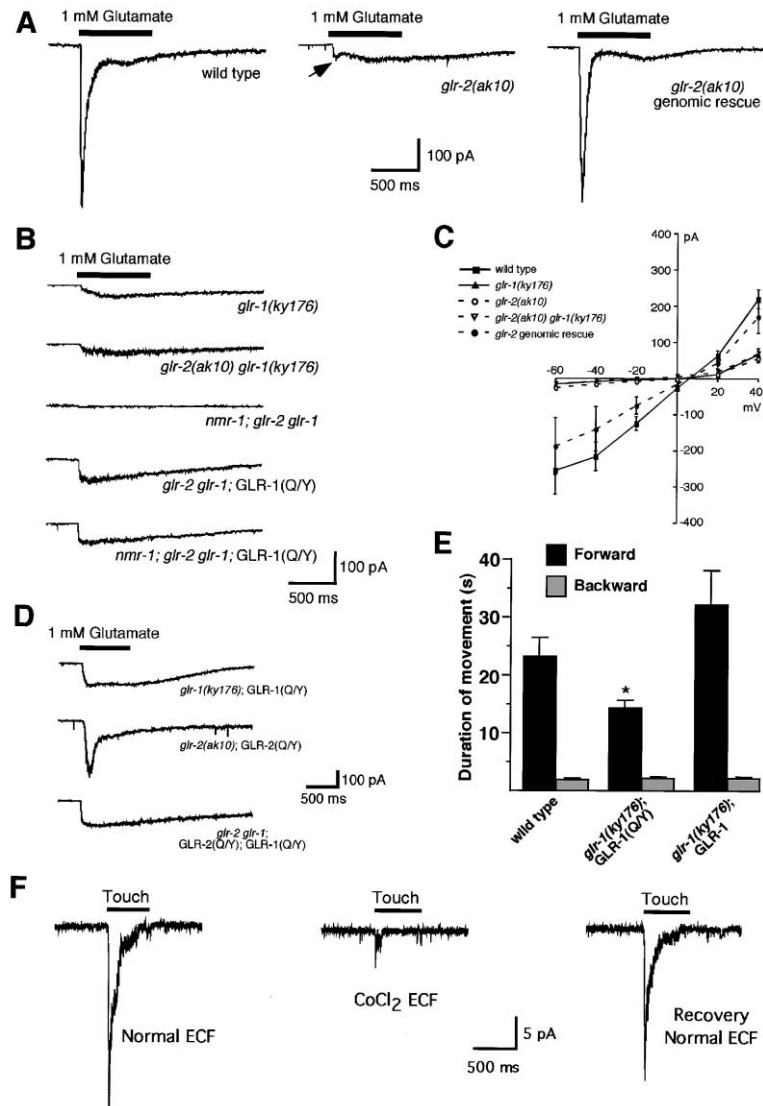 A
1 mM Glutamate
1 mM Glutamate
1 mM Glutamate
wild type
glr-2(ak10)
glr-2(ak10)
genomic rescue
100 pA
500 ms
B
1 mM Glutamate
glr-1(ky176)
glr-2(ak10) glr-1(ky176)
nmr-1; glr-2 glr-1
glr-2 glr-1; GLR-1(Q/Y)
nmr-1; glr-2 glr-1; GLR-1(Q/Y)
100 pA
500 ms
C
wild type
glr-1(ky176)
glr-2(ak10)
glr-2(ak10) glr-1(ky176)
glr-2 genomic rescue
400
pA
300
200
100
-60
-40
-20
0
20
40
mV
-100
-200
-300
-400
D
1 mM Glutamate
glr-1(ky176); GLR-1(Q/Y)
glr-2(ak10); GLR-2(Q/Y)
glr-2 glr-1;
GLR-2(Q/Y); GLR-1(Q/Y)
100 pA
500 ms
E
Forward
Backward
Duration of movement (s)
40
30
20
10
*
wild type
glr-1(ky176);
GLR-1(Q/Y)
glr-1(ky176);
GLR-1
F
Touch
Touch
Touch
Normal ECF
CoCl2 ECF
Recovery
Normal ECF
5 pA
500 ms